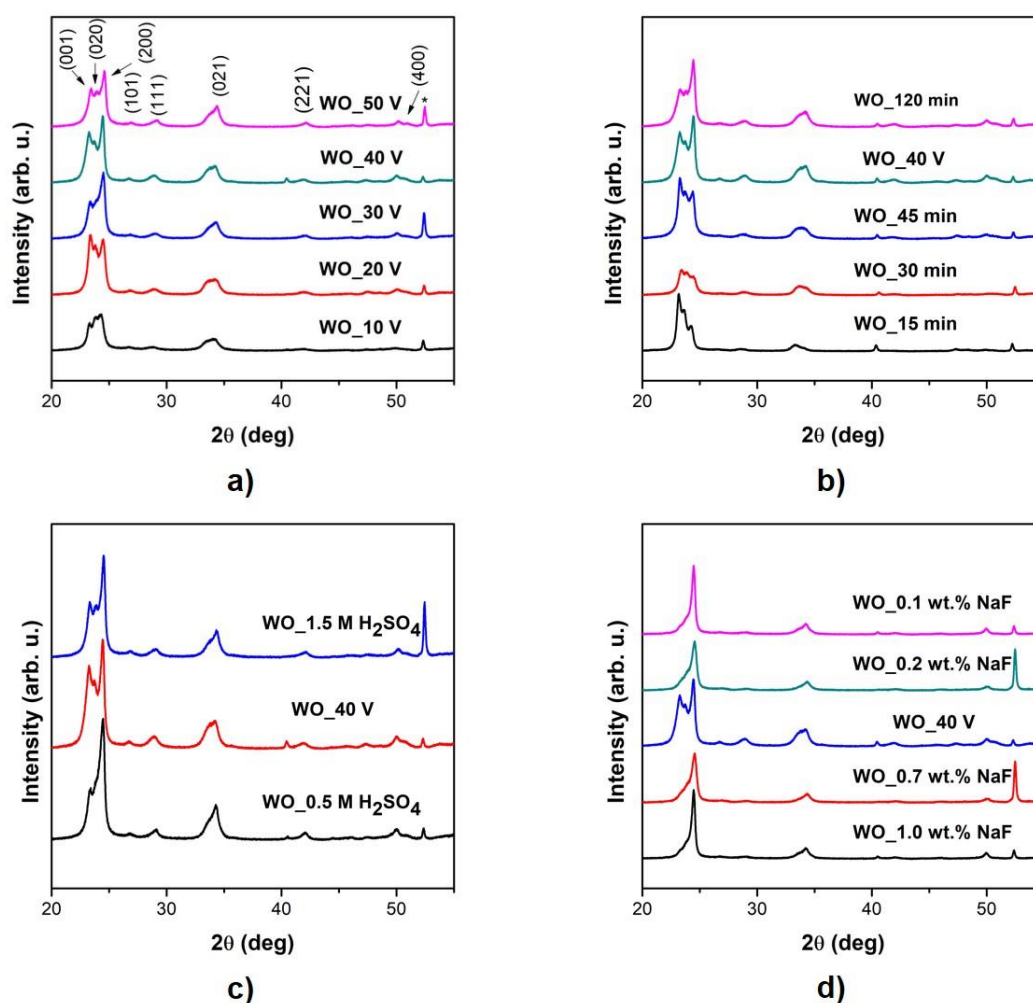 (001)
(020)
(200)
(101)
(111)
(021)
(221)
(400)
*
WO_50 V
WO_40 V
WO_30 V
WO_20 V
WO_10 V
Intensity (arb. u.)
20 30 40 50
2θ (deg)
a)
WO_120 min
WO_40 V
WO_45 min
WO_30 min
WO_15 min
Intensity (arb. u.)
20 30 40 50
2θ (deg)
b)
WO_1.5 M H₂SO₄
WO_40 V
WO_0.5 M H₂SO₄
Intensity (arb. u.)
20 30 40 50
2θ (deg)
c)
WO_0.1 wt.% NaF
WO_0.2 wt.% NaF
WO_40 V
WO_0.7 wt.% NaF
WO_1.0 wt.% NaF
Intensity (arb. u.)
20 30 40 50
2θ (deg)
d)